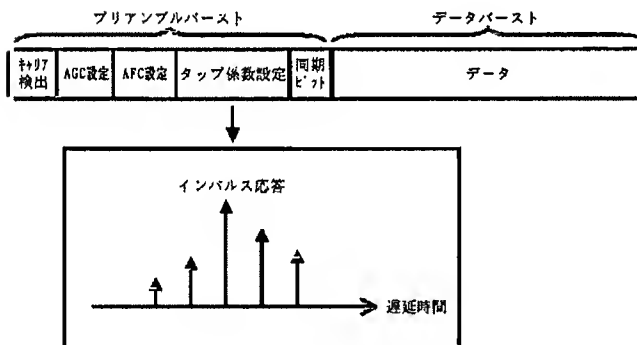 プリアンブルバースト
データバースト
キャリア
検出
AGC設定
AFC設定
タップ係数設定
同期
ビット
データ
インパルス応答
遅延時間